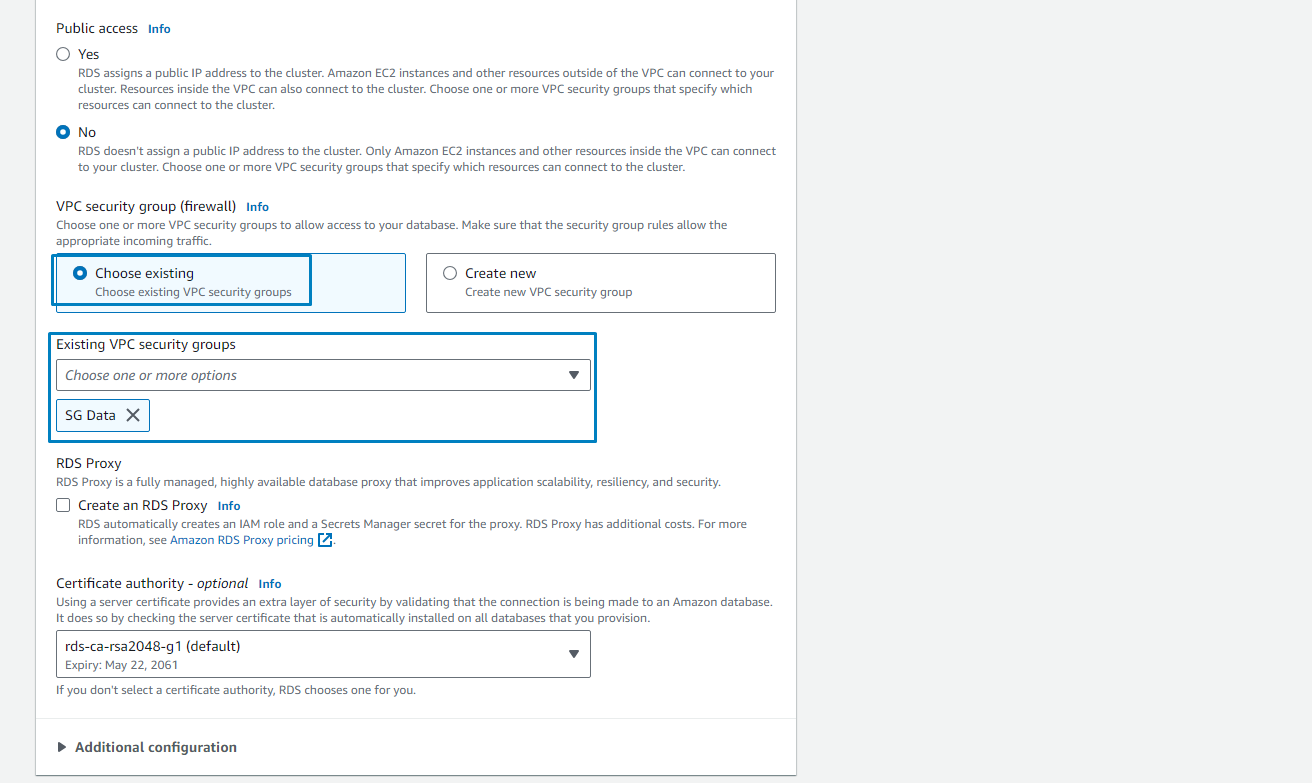 Public access Info
Yes
RDS assigns a public IP address to the cluster. Amazon EC2 instances and other resources outside of the VPC can connect to your
cluster. Resources inside the VPC can also connect to the cluster. Choose one or more VPC security groups that specify which
resources can connect to the cluster.
No
RDS doesn't assign a public IP address to the cluster. Only Amazon EC2 instances and other resources inside the VPC can connect
to your cluster. Choose one or more VPC security groups that specify which resources can connect to the cluster.
VPC security group (firewall) Info
Choose one or more VPC security groups to allow access to your database. Make sure that the security group rules allow the
appropriate incoming traffic.
Choose existing
Choose existing VPC security groups
Create new
Create new VPC security group
Existing VPC security groups
Choose one or more options
SG Data
RDS Proxy
RDS Proxy is a fully managed, highly available database proxy that improves application scalability, resiliency, and security.
Create an RDS Proxy Info
RDS automatically creates an IAM role and a Secrets Manager secret for the proxy. RDS Proxy has additional costs. For more
information, see Amazon RDS Proxy pricing.
Certificate authority - optional Info
Using a server certificate provides an extra layer of security by validating that the connection is being made to an Amazon database.
It does so by checking the server certificate that is automatically installed on all databases that you provision.
rds-ca-rsa2048-g1 (default)
Expiry: May 22, 2061
If you don't select a certificate authority, RDS chooses one for you.
Additional configuration